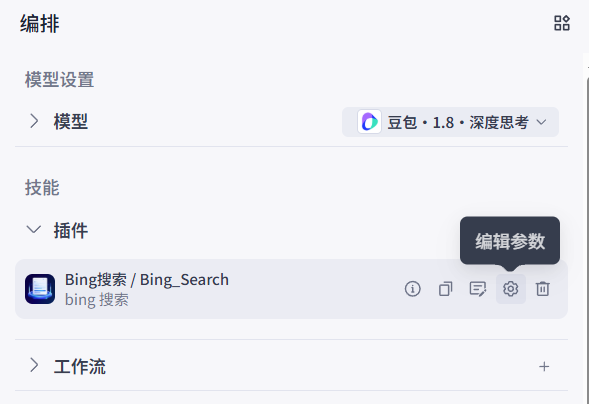 编排
模型设置
模型
豆包·1.8·深度思考
技能
插件
编辑参数
Bing搜索 / Bing_Search
bing 搜索
工作流